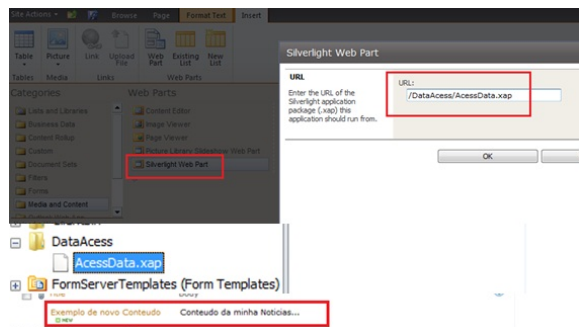 Site Actions
Browse
Page
Format Text
Insert
Table
Picture
Link
Upload File
Web Part
Existing List
New List
Tables
Media
Links
Web Parts
Categories
Web Parts
Lists and Libraries
Business Data
Content Rollup
Custom
Document Sets
Filters
Forms
Media and Content
Content Editor
Image Viewer
Page Viewer
Picture Library Slideshow Web Part
Silverlight Web Part
Silverlight Web Part
URL
Enter the URL of the
Silverlight application
package (.xap) this
application should run from.
URL:
/DataAcess/AcessData.xap
OK
DataAcess
AcessData.xap
FormServerTemplates (Form Templates)
Body
Exemplo de novo Conteudo
Conteudo da minha Noticias...
NEW